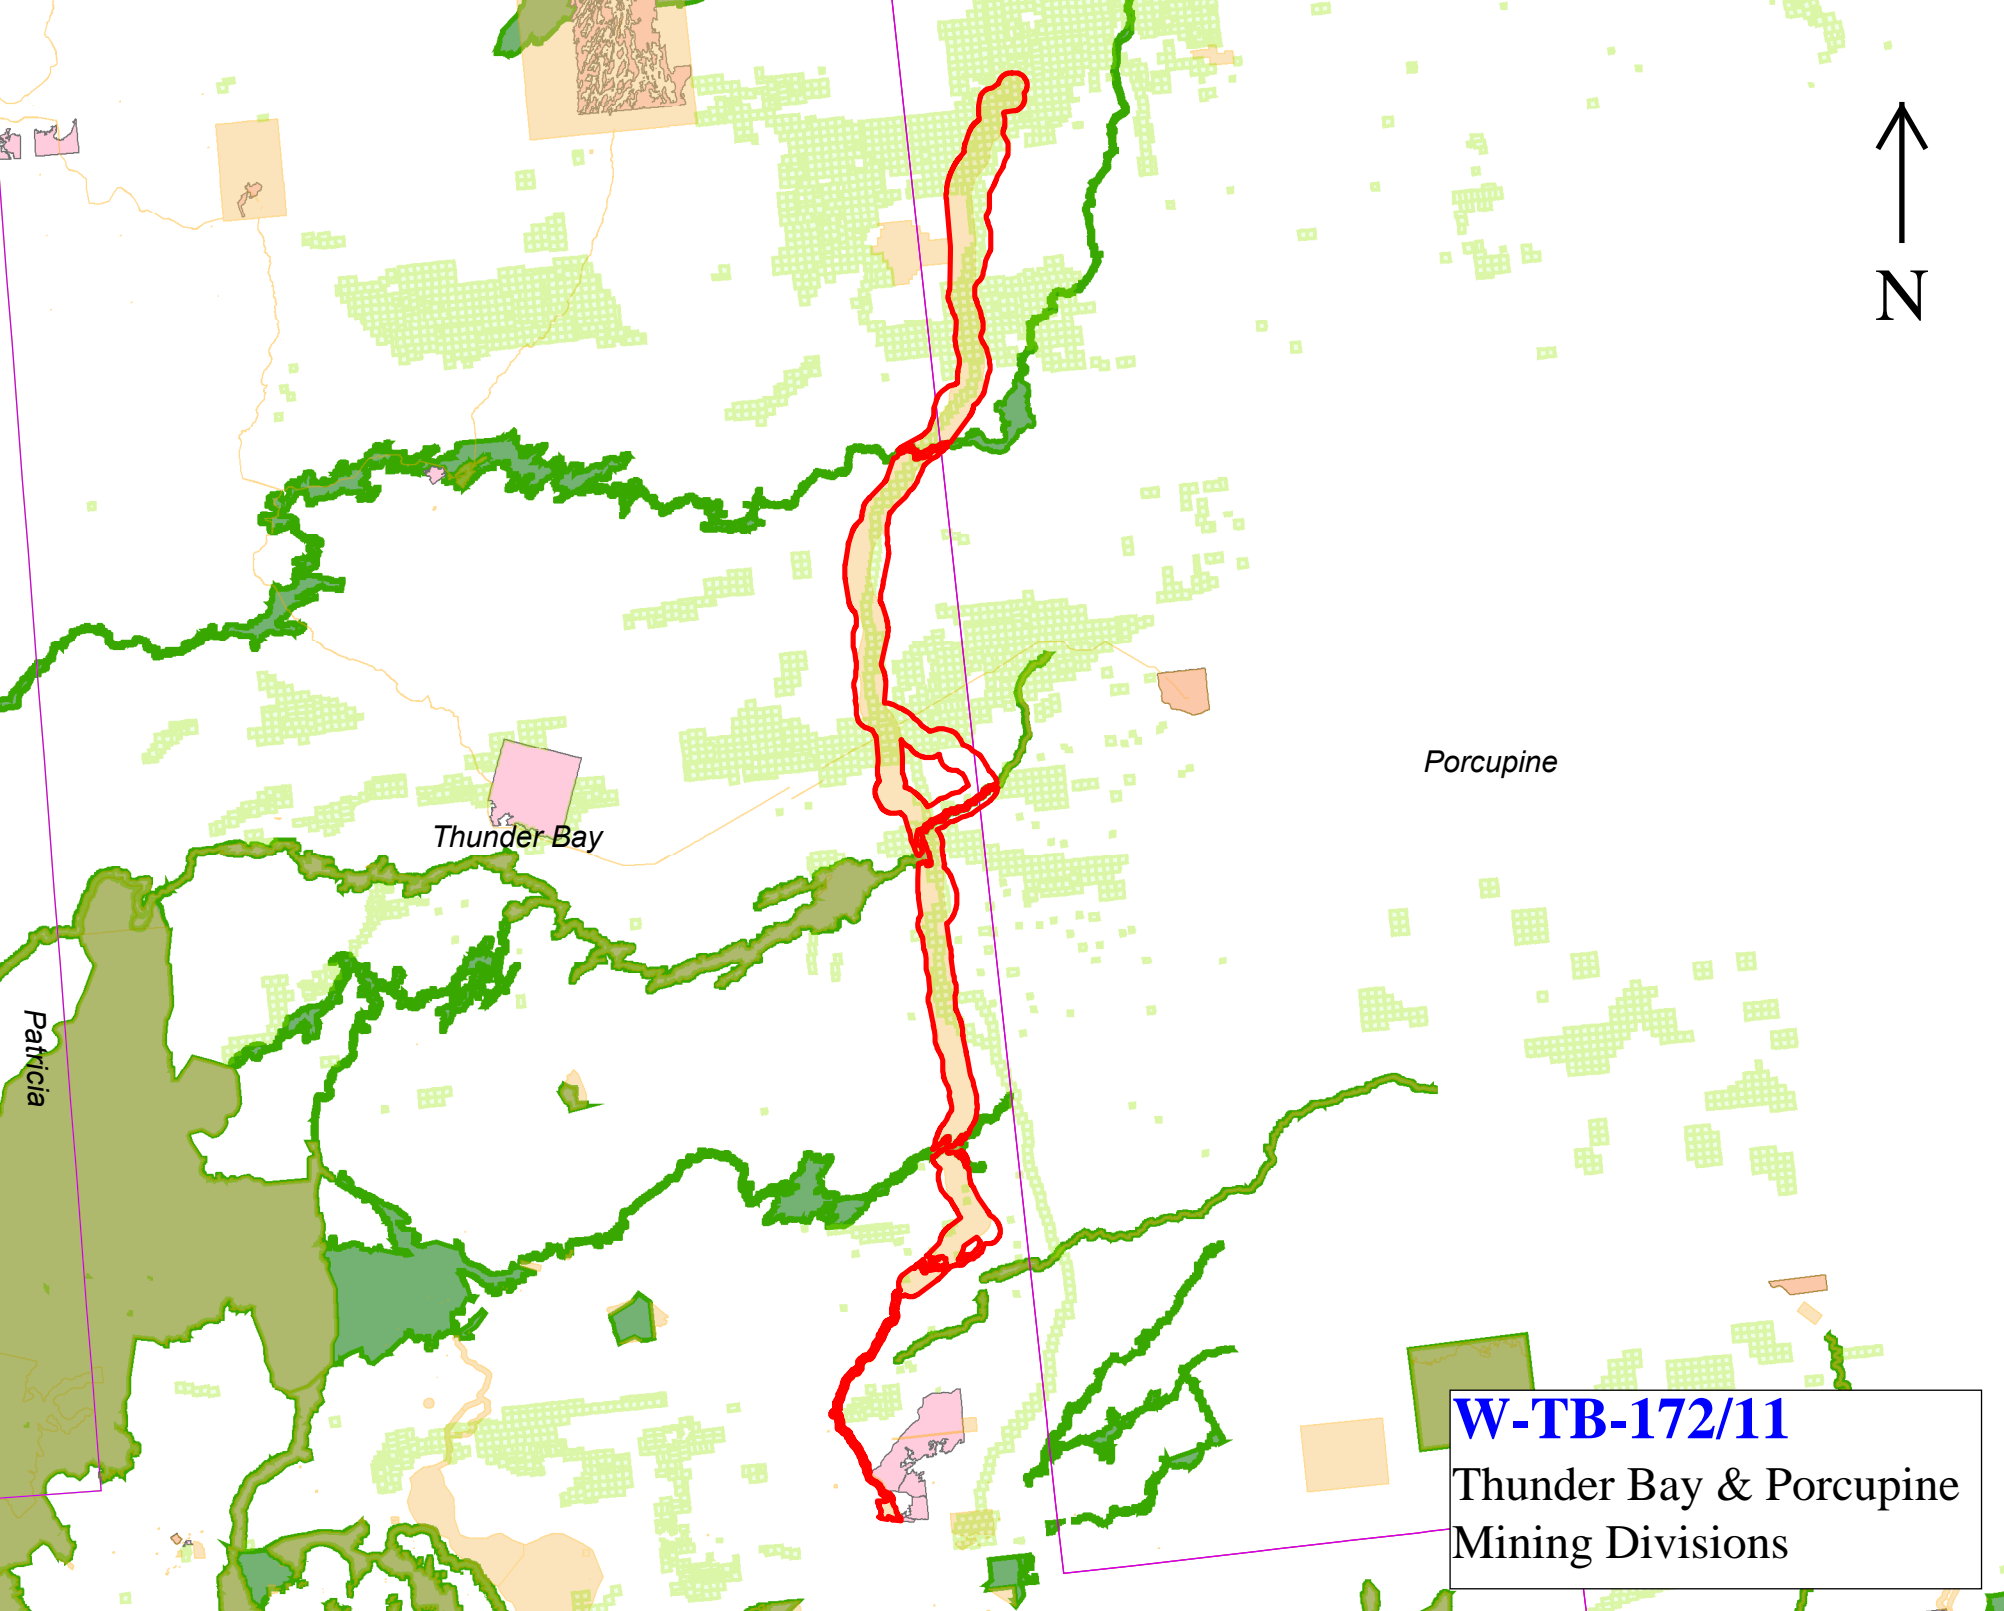 N
Porcupine
Thunder Bay
Patricia
W-TB-172/11
Thunder Bay & Porcupine
Mining Divisions